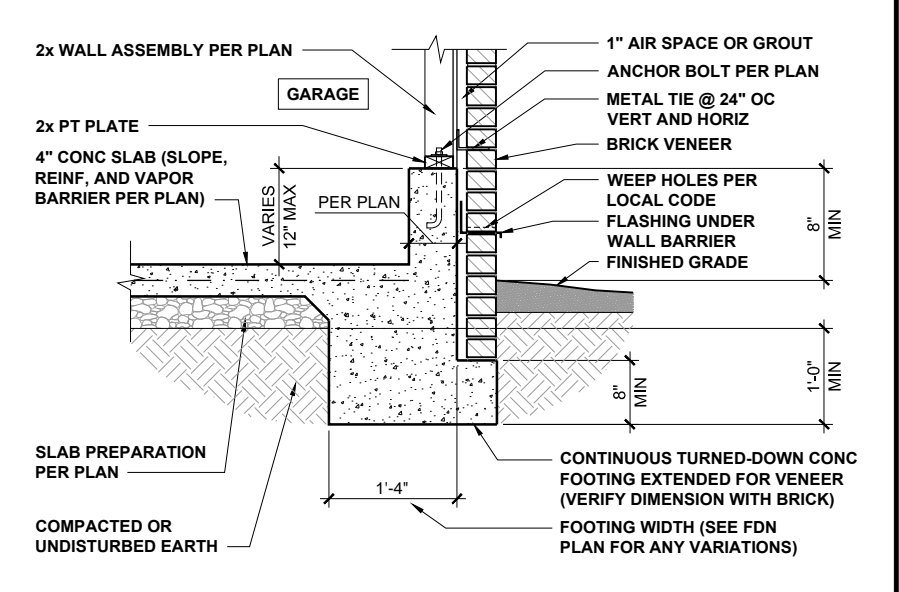 2x WALL ASSEMBLY PER PLAN
GARAGE
2x PT PLATE
4" CONC SLAB (SLOPE,
REINF, AND VAPOR
BARRIER PER PLAN)
VARIES
12" MAX
PER PLAN
1" AIR SPACE OR GROUT
ANCHOR BOLT PER PLAN
METAL TIE @ 24" OC
VERT AND HORIZ
BRICK VENEER
WEEP HOLES PER
LOCAL CODE
FLASHING UNDER
WALL BARRIER
FINISHED GRADE
8"
MIN
1'-0"
MIN
8"
MIN
SLAB PREPARATION
PER PLAN
COMPACTED OR
UNDISTURBED EARTH
1'-4"
CONTINUOUS TURNED-DOWN CONC
FOOTING EXTENDED FOR VENEER
(VERIFY DIMENSION WITH BRICK)
FOOTING WIDTH (SEE FDN
PLAN FOR ANY VARIATIONS)